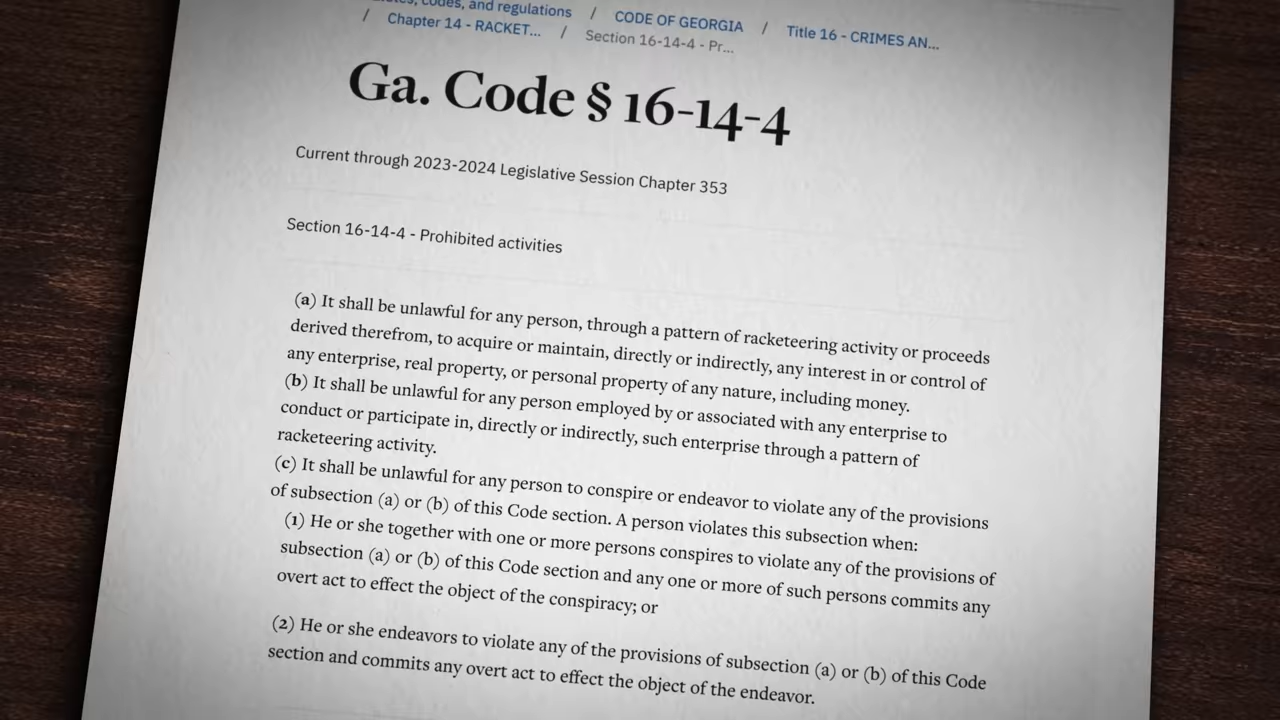 codes, and regulations / CODE OF GEORGIA / Title 16 - CRIMES AN...
/ Chapter 14 - RACKET... / Section 16-14-4 - Pr...
Ga. Code § 16-14-4
Current through 2023-2024 Legislative Session Chapter 353
Section 16-14-4 - Prohibited activities
(a) It shall be unlawful for any person, through a pattern of racketeering activity or proceeds
derived therefrom, to acquire or maintain, directly or indirectly, any interest in or control of
any enterprise, real property, or personal property of any nature, including money.
(b) It shall be unlawful for any person employed by or associated with any enterprise to
conduct or participate in, directly or indirectly, such enterprise through a pattern of
racketeering activity.
(c) It shall be unlawful for any person to conspire or endeavor to violate any of the provisions
of subsection (a) or (b) of this Code section. A person violates this subsection when:
(1) He or she together with one or more persons conspires to violate any of the provisions of
subsection (a) or (b) of this Code section and any one or more of such persons commits any
overt act to effect the object of the conspiracy; or
(2) He or she endeavors to violate any of the provisions of subsection (a) or (b) of this Code
section and commits any overt act to effect the object of the endeavor.